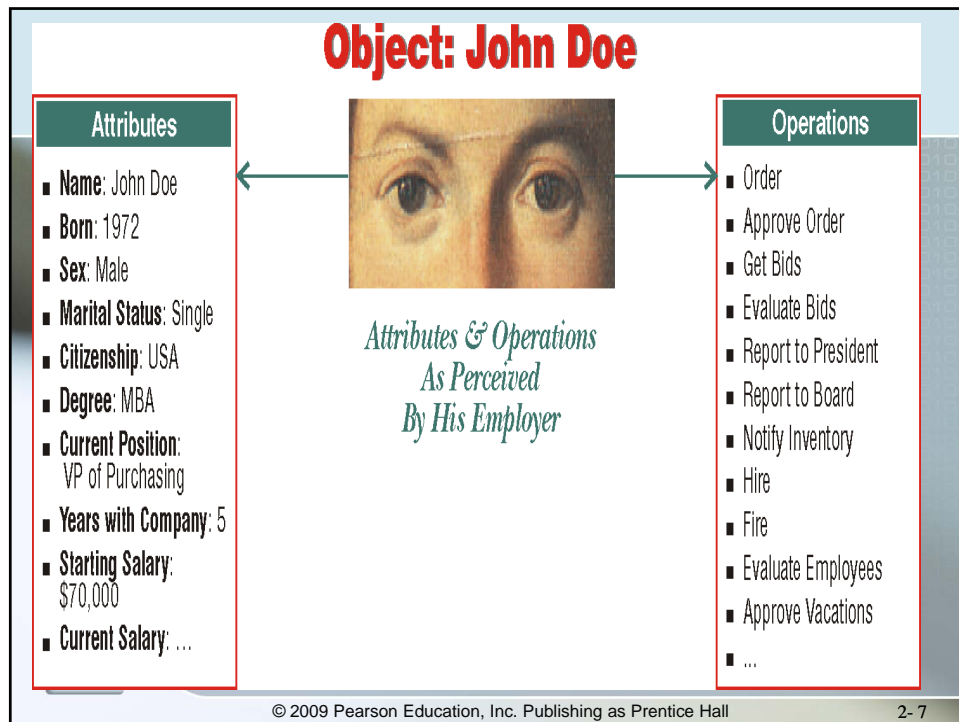 Object: John Doe
Attributes
■ Name: John Doe
■ Born: 1972
■ Sex: Male
■ Marital Status: Single
■ Citizenship: USA
■ Degree: MBA
■ Current Position:
VP of Purchasing
■ Years with Company: 5
■ Starting Salary:
$70,000
■ Current Salary: ...
Attributes & Operations
As Perceived
By His Employer
Operations
■ Order
■ Approve Order
■ Get Bids
■ Evaluate Bids
■ Report to President
■ Report to Board
■ Notify Inventory
■ Hire
■ Fire
■ Evaluate Employees
■ Approve Vacations
■ ...
© 2009 Pearson Education, Inc. Publishing as Prentice Hall
2- 7